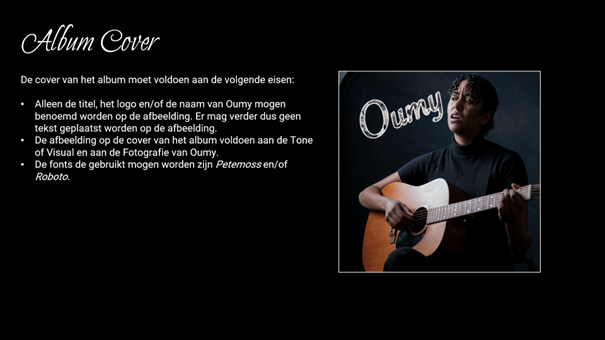 Album Cover
De cover van het album moet voldoen aan de volgende eisen:
• Alleen de titel, het logo en/of de naam van Oumy mogen
benoemd worden op de afbeelding. Er mag verder dus geen
tekst geplaatst worden op de afbeelding.
• De afbeelding op de cover van het album voldoen aan de Tone
of Visual en aan de Fotografie van Oumy.
• De fonts de gebruikt mogen worden zijn Petemoss en/of
Roboto.
Oumy